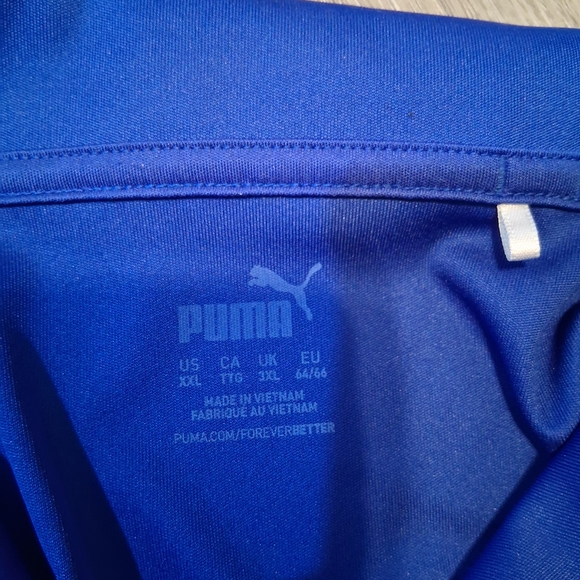 PUMA
US CA UK EU
XXL TTG 3XL 64/66
MADE IN VIETNAM
FABRIQUÉ AU VIETNAM
PUMA.COM/FOREVERBETTER